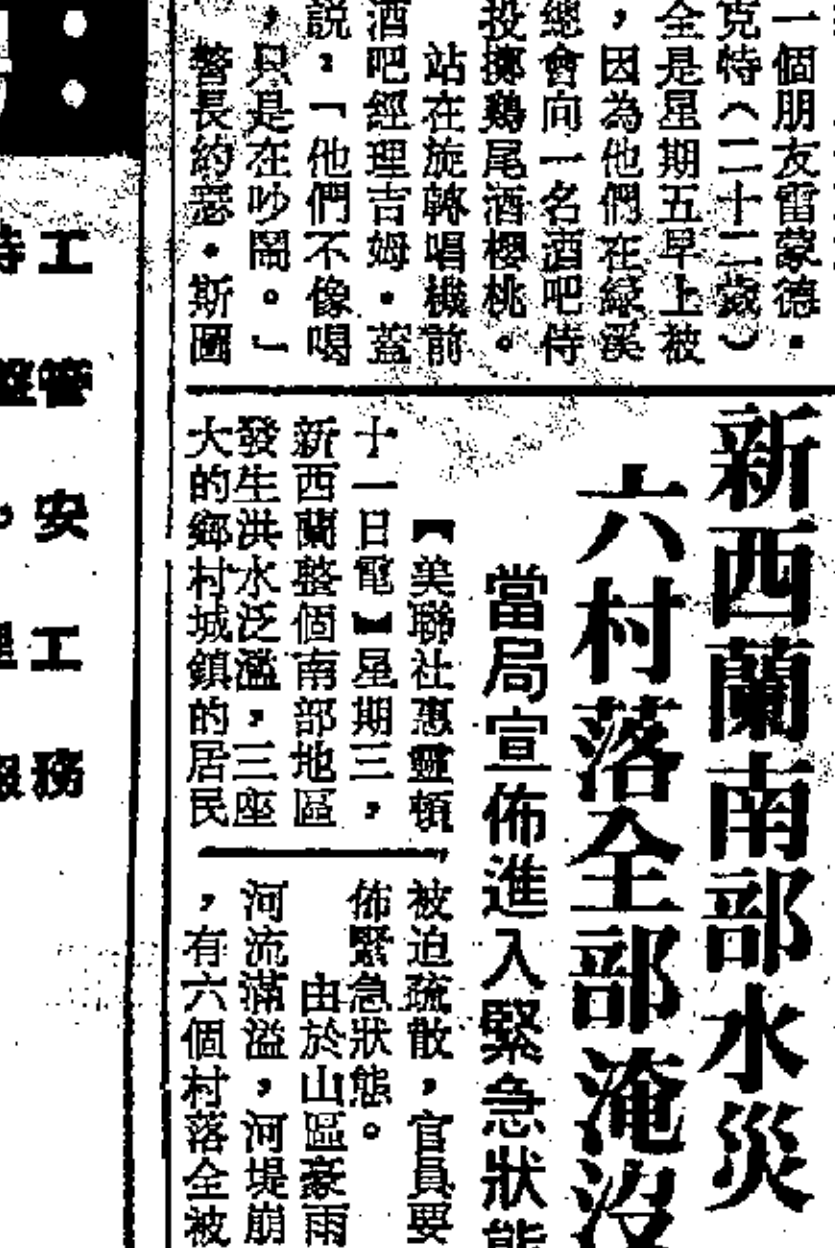 一個朋友雷蒙德・
克特（二十二歲）
全是星期五早上被
，因為他們在綠溪
總會向一名酒吧侍
投擲鷄尾酒櫻桃。
站在旋轉唱機前
酒吧經理吉姆・蓋
說：「他們不像喝
，只是在吵鬧。」
警長約瑟・斯圖
新西蘭南部水災
六村落全部淹沒
當局宣佈進入緊急狀態
【美聯社惠靈頓
十一日電】星期三，
新西蘭整個南部地區
發生洪水泛濫，三座
大的鄉村城鎮的居民
被迫疏散，官員要
佈緊急狀態。
由於山區豪雨
河流滿溢，河堤崩
，有六個村落全被
工
管
安
工
務